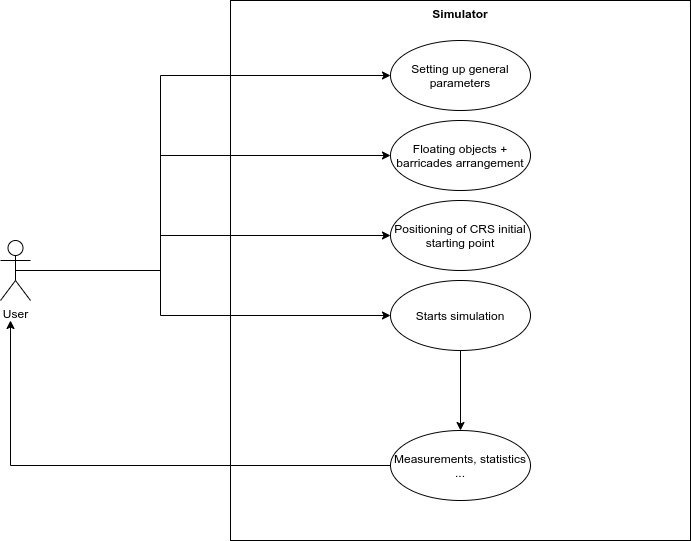 Simulator
Setting up general
parameters
Floating objects +
barricades arrangement
Positioning of CRS initial
starting point
User
Starts simulation
Measurements, statistics
...